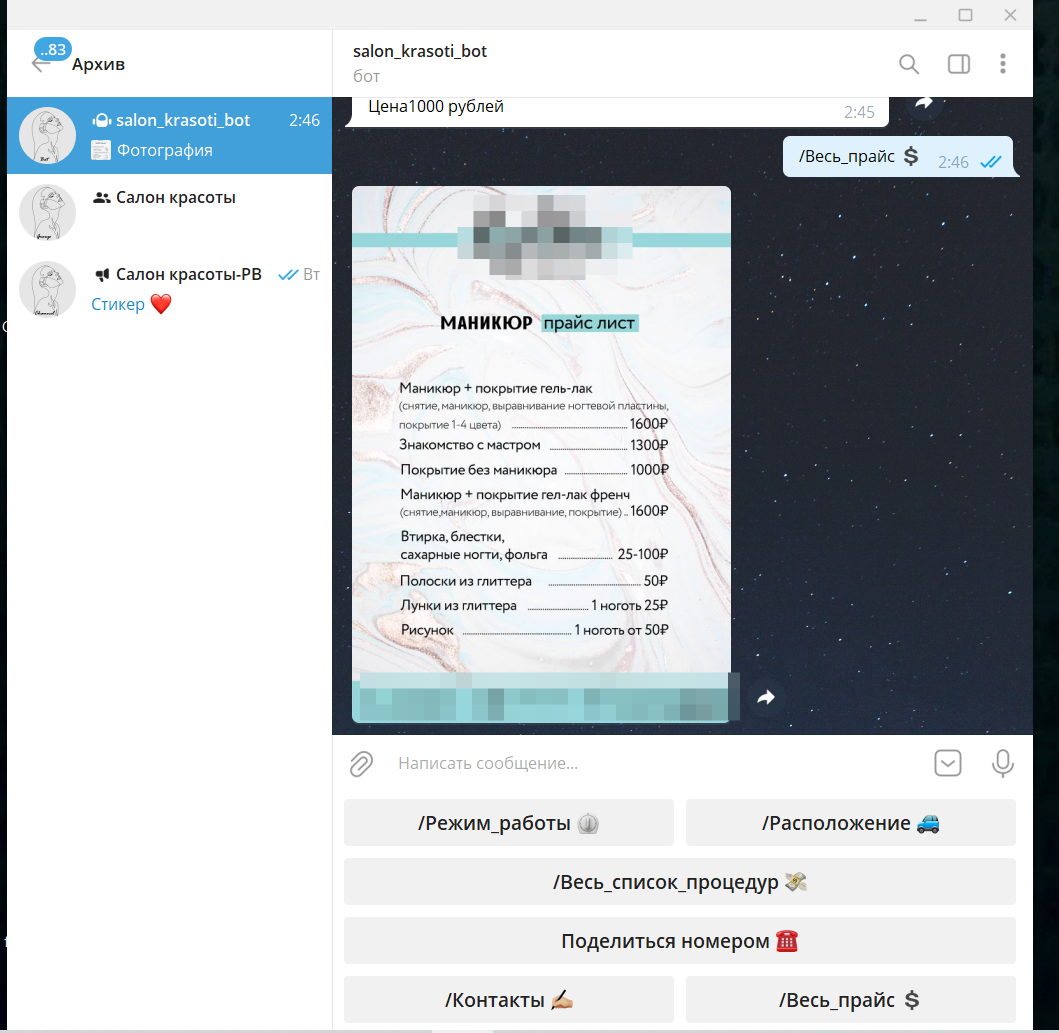 ..83
Архив
salon_krasoti_bot 2:46
Фотография
Салон красоты
Салон красоты-РВ Вт
Стикер ❤️
salon_krasoti_bot
бот
Цена1000 рублей
2:45
/Весь_прайс 💲 2:46
МАНИКЮР прайс лист
Маникюр + покрытие гель-лак
(снятие, маникюр, выравнивание ногтевой пластины,
покрытие 1-4 цвета) 1600₽
Знакомство с мастром 1300₽
Покрытие без маникюра 1000₽
Маникюр + покрытие гел-лак френч
(снятие,маникюр, выравнивание, покрытие) .. 1600₽
Втирка, блестки,
сахарные ногти, фольга 25-100₽
Полоски из глиттера 50₽
Лунки из глиттера 1 ноготь 25₽
Рисунок 1 ноготь от 50₽
Написать сообщение...
/Режим_работы /Расположение 🚙
/Весь_список_процедур 💸
Поделиться номером ☎️
/Контакты ✍🏼 /Весь_прайс 💲